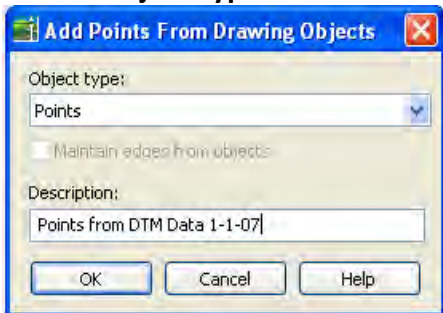 Add Points From Drawing Objects
Object type:
Points
Maintain edges from objects
Description:
Points from DTM Data 1-1-07
OK Cancel Help